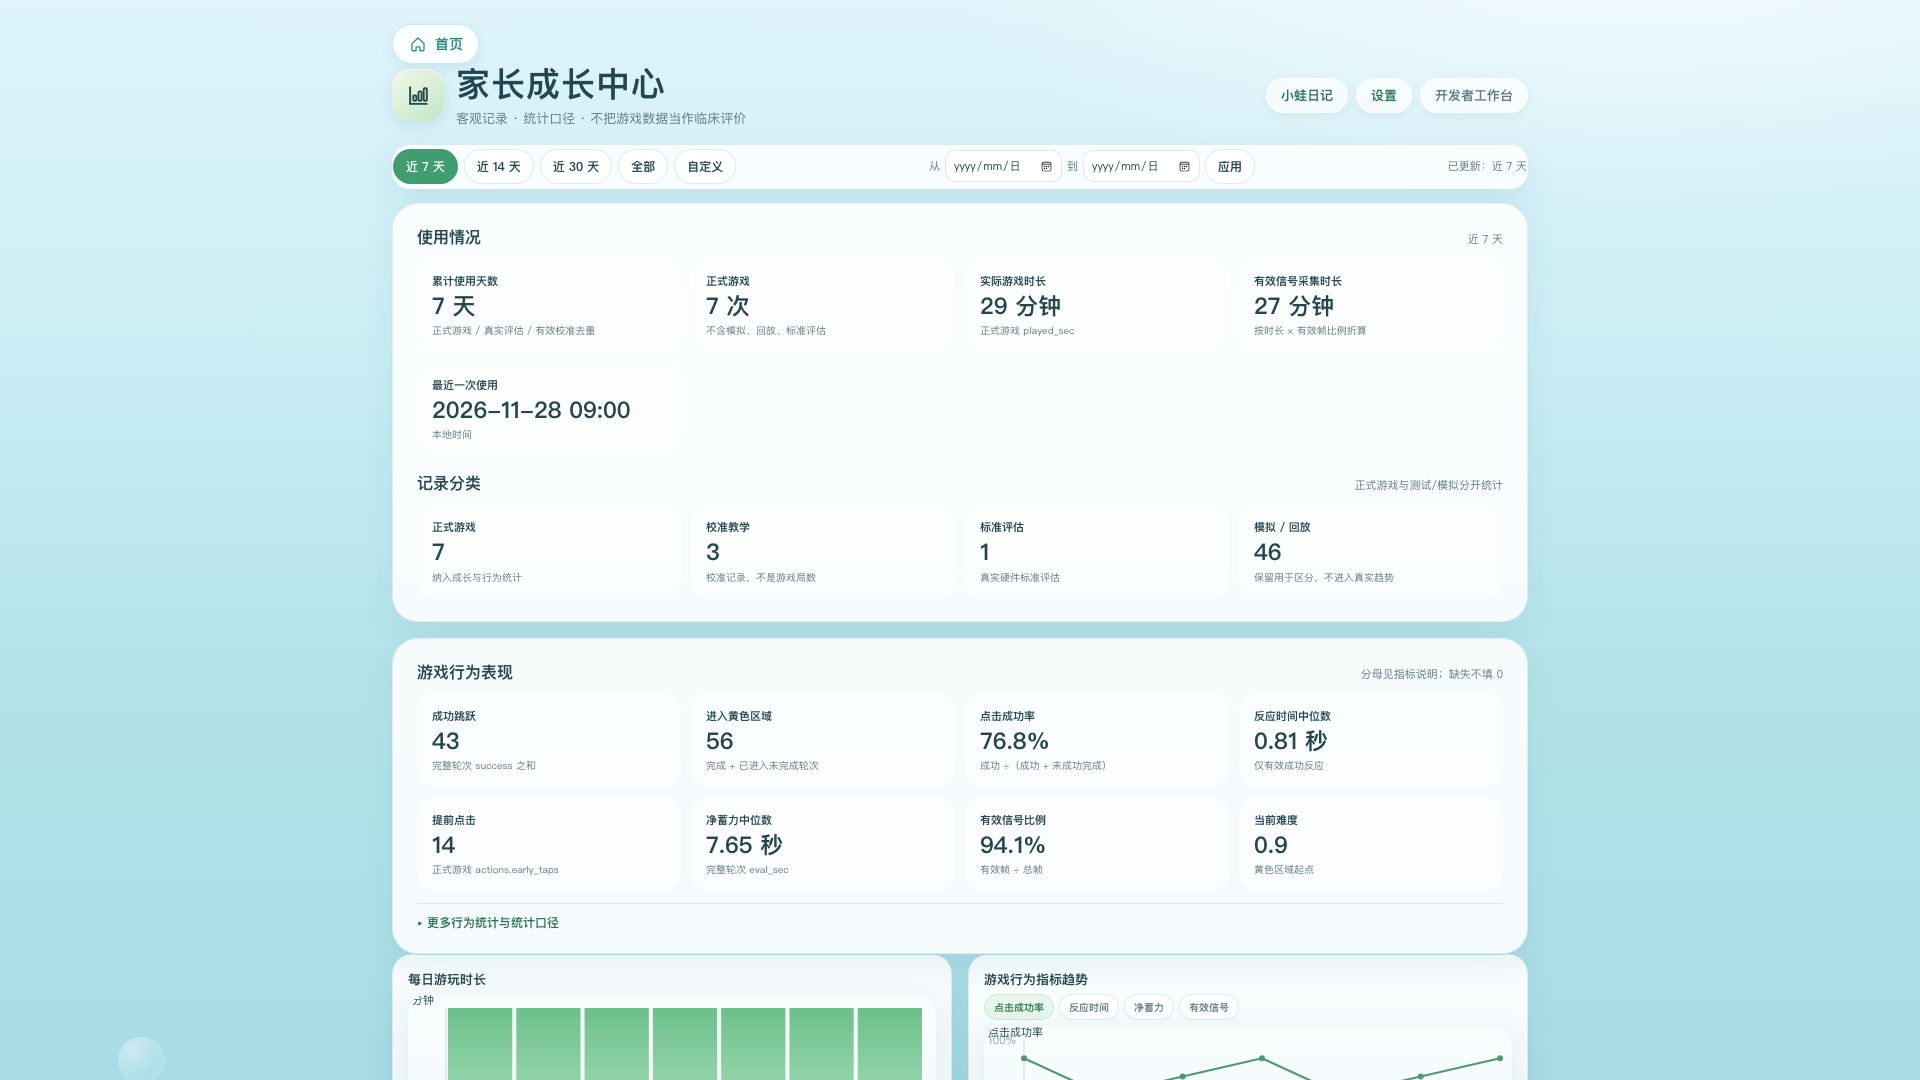 首页
家长成长中心
客观记录 · 统计口径 · 不把游戏数据当作临床评价
小蛙日记
设置
开发者工作台
近 7 天
近 14 天
近 30 天
全部
自定义
从 yyyy/mm/日 到 yyyy/mm/日 应用
已更新：近 7 天
使用情况
近 7 天
累计使用天数
7 天
正式游戏 / 真实评估 / 有效校准去重
正式游戏
7 次
不含模拟、回放、标准评估
实际游戏时长
29 分钟
正式游戏 played_sec
有效信号采集时长
27 分钟
按时长 × 有效帧比例折算
最近一次使用
2026-11-28 09:00
本地时间
记录分类
正式游戏与测试/模拟分开统计
正式游戏
7
纳入成长与行为统计
校准教学
3
校准记录，不是游戏局数
标准评估
1
真实硬件标准评估
模拟 / 回放
46
保留用于区分，不进入真实趋势
游戏行为表现
分母见指标说明；缺失不填 0
成功跳跃
43
完整轮次 success 之和
进入黄色区域
56
完成 + 已进入未完成轮次
点击成功率
76.8%
成功 ÷（成功 + 未成功完成）
反应时间中位数
0.81 秒
仅有效成功反应
提前点击
14
正式游戏 actions.early_taps
净蓄力中位数
7.65 秒
完整轮次 eval_sec
有效信号比例
94.1%
有效帧 ÷ 总帧
当前难度
0.9
黄色区域起点
▸ 更多行为统计与统计口径
每日游玩时长
分钟
游戏行为指标趋势
点击成功率
反应时间
净蓄力
有效信号
点击成功率
100%